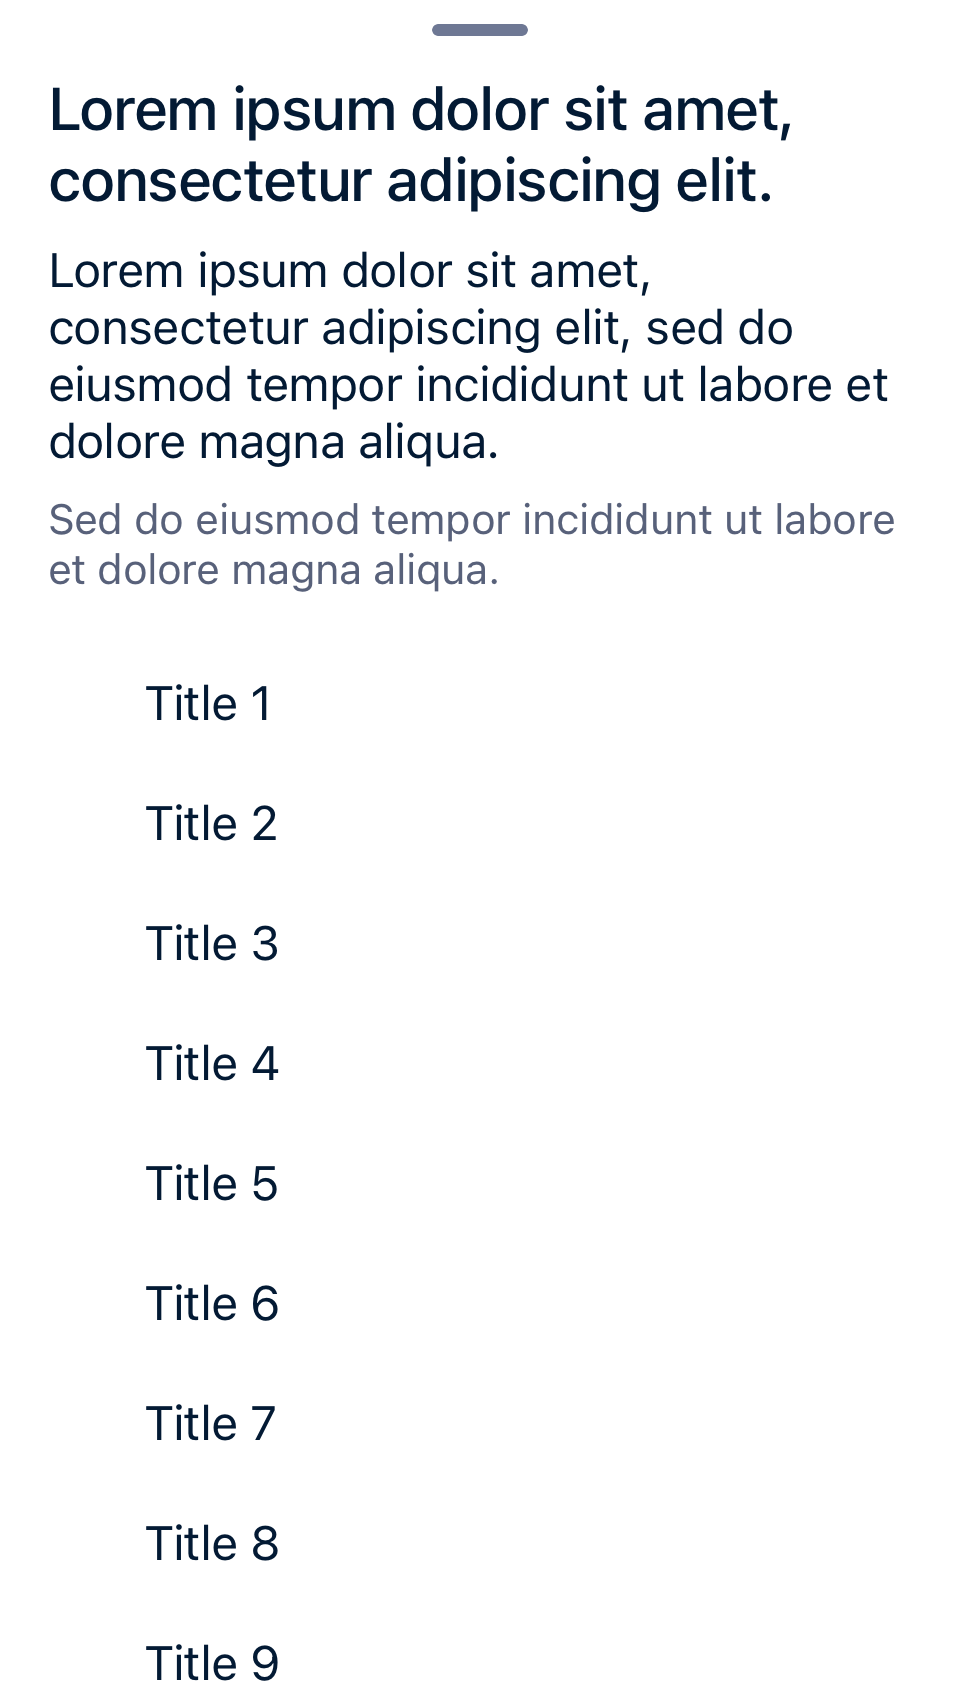 Lorem ipsum dolor sit amet,
consectetur adipiscing elit.
Lorem ipsum dolor sit amet,
consectetur adipiscing elit, sed do
eiusmod tempor incididunt ut labore et
dolore magna aliqua.
Sed do eiusmod tempor incididunt ut labore
et dolore magna aliqua.
Title 1
Title 2
Title 3
Title 4
Title 5
Title 6
Title 7
Title 8
Title 9